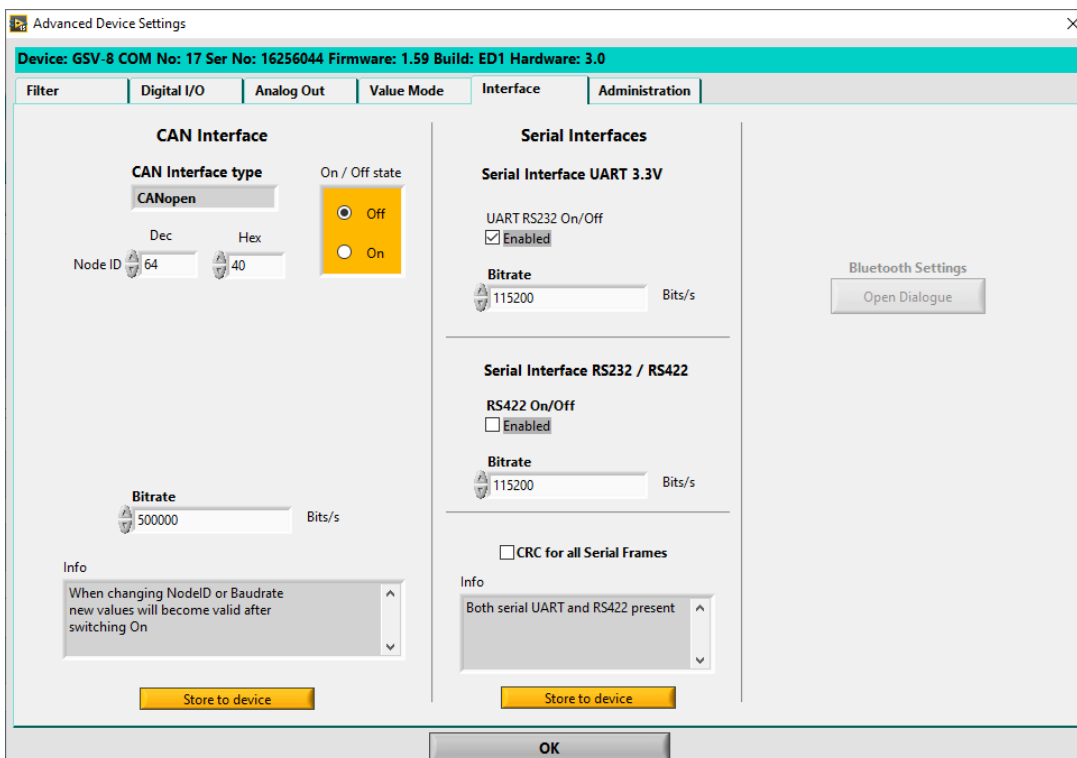 Advanced Device Settings
Device: GSV-8 COM No: 17 Ser No: 16256044 Firmware: 1.59 Build: ED1 Hardware: 3.0
Filter
Digital I/O
Analog Out
Value Mode
Interface
Administration
CAN Interface
CAN Interface type
CANopen
On / Off state
Off
On
Dec
Hex
Node ID
64
40
Bitrate
500000
Bits/s
Info
When changing NodeID or Baudrate
new values will become valid after
switching On
Store to device
Serial Interfaces
Serial Interface UART 3.3V
UART RS232 On/Off
Enabled
Bitrate
115200
Bits/s
Serial Interface RS232 / RS422
RS422 On/Off
Enabled
Bitrate
115200
Bits/s
CRC for all Serial Frames
Info
Both serial UART and RS422 present
Store to device
Bluetooth Settings
Open Dialogue
OK